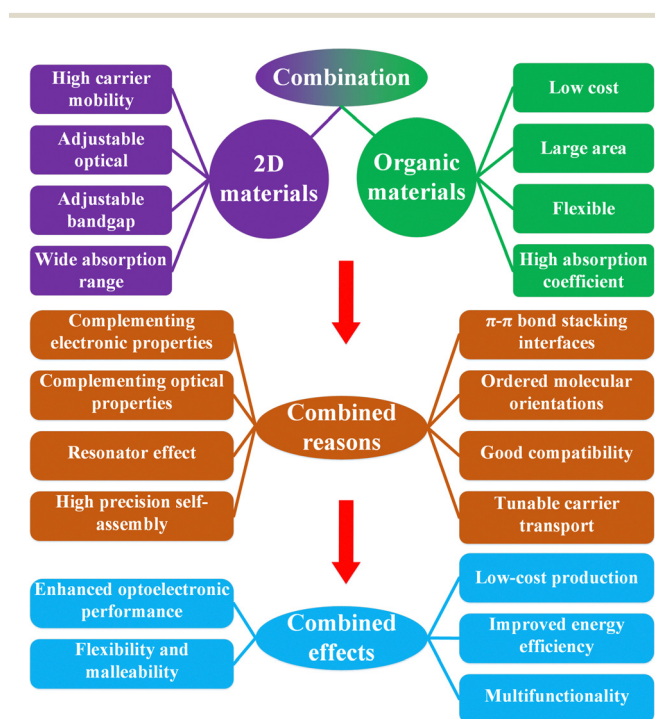 Combination
2D
materials
High carrier
mobility
Adjustable
optical
Adjustable
bandgap
Wide absorption
range
Organic
materials
Low cost
Large area
Flexible
High absorption
coefficient
Combined
reasons
Complementing
electronic properties
Complementing optical
properties
Resonator effect
High precision self-
assembly
π-π bond stacking
interfaces
Ordered molecular
orientations
Good compatibility
Tunable carrier
transport
Combined
effects
Enhanced optoelectronic
performance
Flexibility and
malleability
Low-cost production
Improved energy
efficiency
Multifunctionality